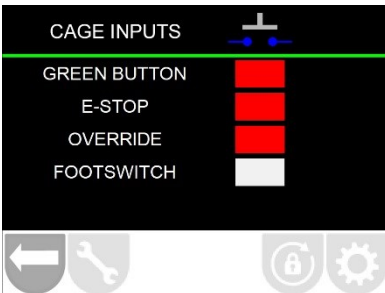 CAGE INPUTS
GREEN BUTTON
E-STOP
OVERRIDE
FOOTSWITCH